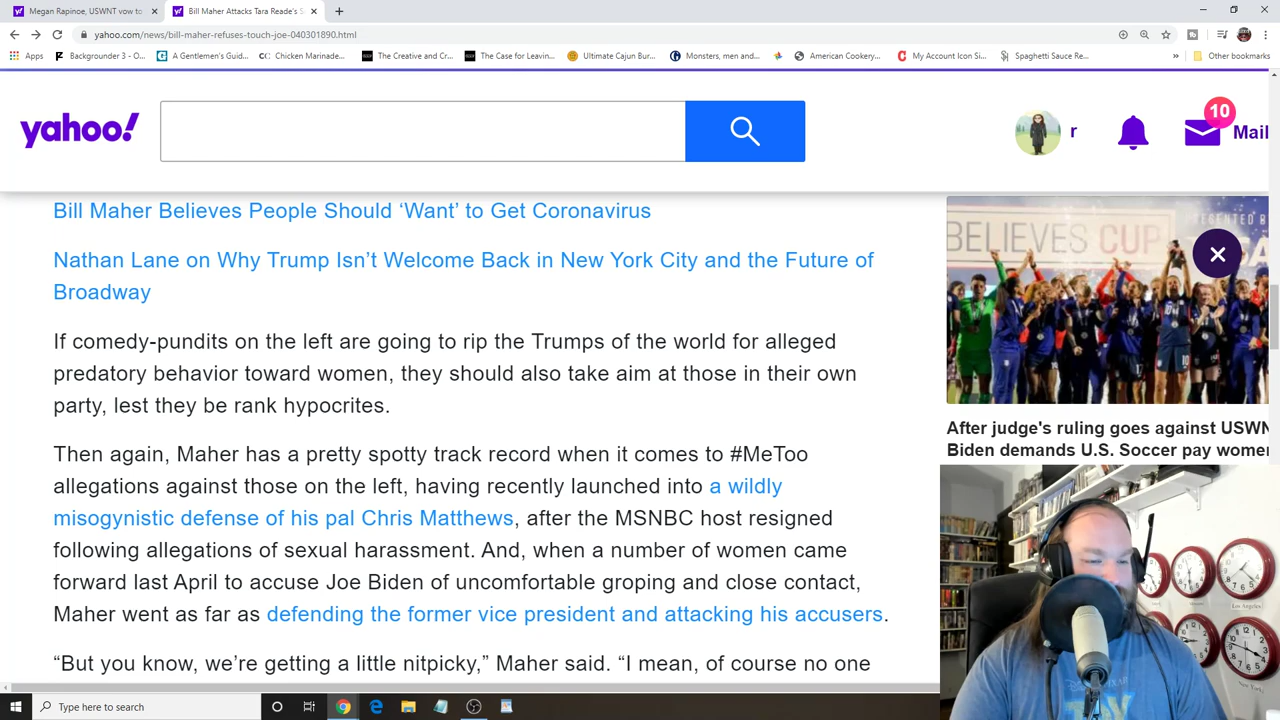 Megan Rapinoe, USWNT vow to
Bill Maher Attacks Tara Reade's S
yahoo.com/news/bill-maher-refuses-touch-joe-040301890.html
Apps
Backgrounder 3 - O...
A Gentlemen's Guid...
Chicken Marinade...
The Creative and Cr...
The Case for Leavin...
Ultimate Cajun Bur...
Monsters, men and...
American Cookery...
My Account Icon Si...
Spaghetti Sauce Re...
»
Other bookmarks
yahoo!
r
10
Mail
Bill Maher Believes People Should ‘Want’ to Get Coronavirus
Nathan Lane on Why Trump Isn’t Welcome Back in New York City and the Future of
Broadway
If comedy-pundits on the left are going to rip the Trumps of the world for alleged
predatory behavior toward women, they should also take aim at those in their own
party, lest they be rank hypocrites.
Then again, Maher has a pretty spotty track record when it comes to #MeToo
allegations against those on the left, having recently launched into a wildly
misogynistic defense of his pal Chris Matthews, after the MSNBC host resigned
following allegations of sexual harassment. And, when a number of women came
forward last April to accuse Joe Biden of uncomfortable groping and close contact,
Maher went as far as defending the former vice president and attacking his accusers.
“But you know, we’re getting a little nitpicky,” Maher said. “I mean, of course no one
PRESENTED B
BELIEVES CUP
After judge's ruling goes against USWN
Biden demands U.S. Soccer pay wome
Los Angeles
New York
Type here to search